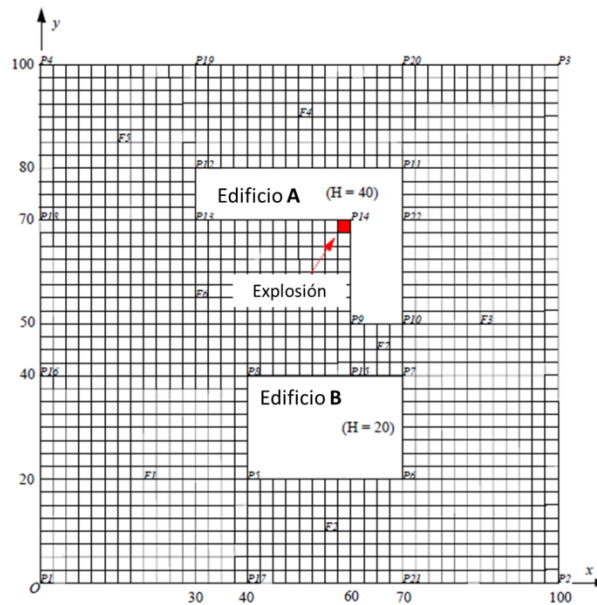 y
100
P4
P19
P20
P3
F4
F5
80
P12
P11
Edificio A
(H = 40)
70
P18
P13
P14
P22
Explosión
F6
50
P9
P10
F3
F7
40
P16
P8
P15
P7
Edificio B
(H = 20)
20
F1
P5
P6
F2
O
P1
P17
P21
P2
x
30
40
60
70
100